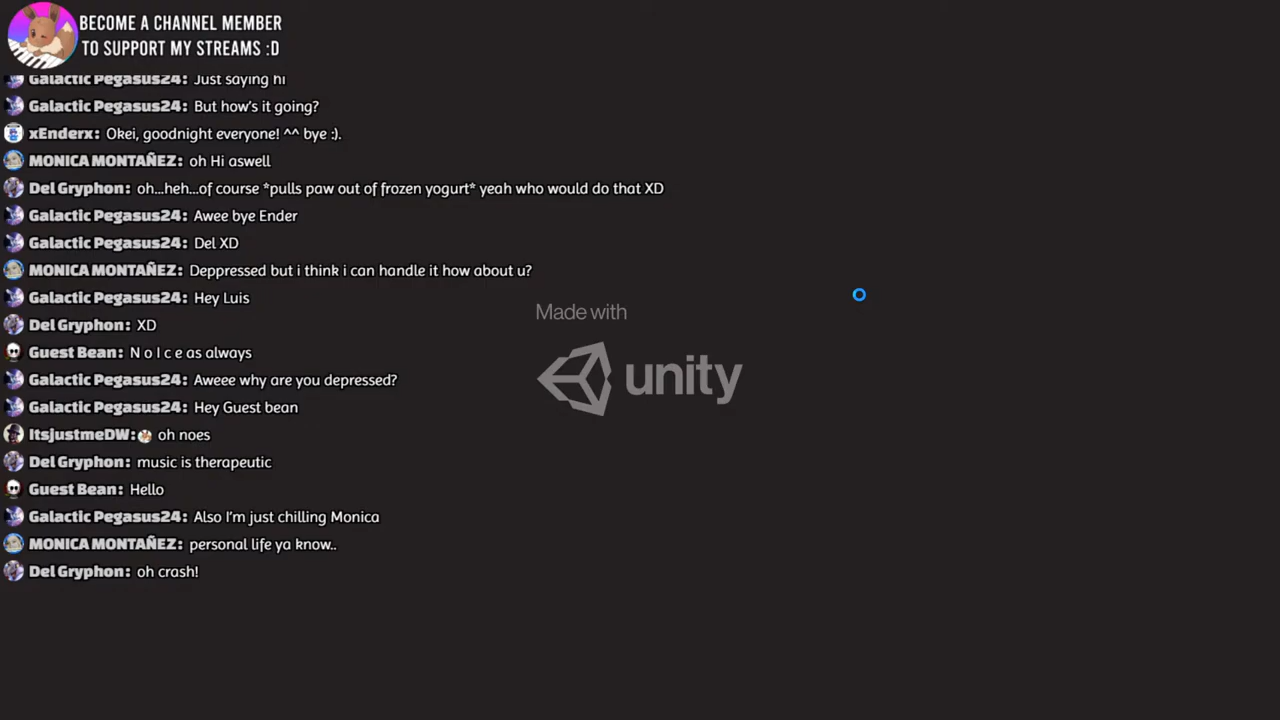 BECOME A CHANNEL MEMBER
TO SUPPORT MY STREAMS :D
Galactic Pegasus24: Just saying hi
Galactic Pegasus24: But how's it going?
xEnderx: Okei, goodnight everyone! ^^ bye :).
MONICA MONTAÑEZ: oh Hi aswell
Del Gryphon: oh...heh...of course *pulls paw out of frozen yogurt* yeah who would do that XD
Galactic Pegasus24: Awee bye Ender
Galactic Pegasus24: Del XD
MONICA MONTAÑEZ: Deppressed but i think i can handle it how about u?
Galactic Pegasus24: Hey Luis
Del Gryphon: XD
Guest Bean: N o I c e as always
Galactic Pegasus24: Aweee why are you depressed?
Galactic Pegasus24: Hey Guest bean
ItsjustmeDW: oh noes
Del Gryphon: music is therapeutic
Guest Bean: Hello
Galactic Pegasus24: Also I'm just chilling Monica
MONICA MONTAÑEZ: personal life ya know..
Del Gryphon: oh crash!
Made with
unity